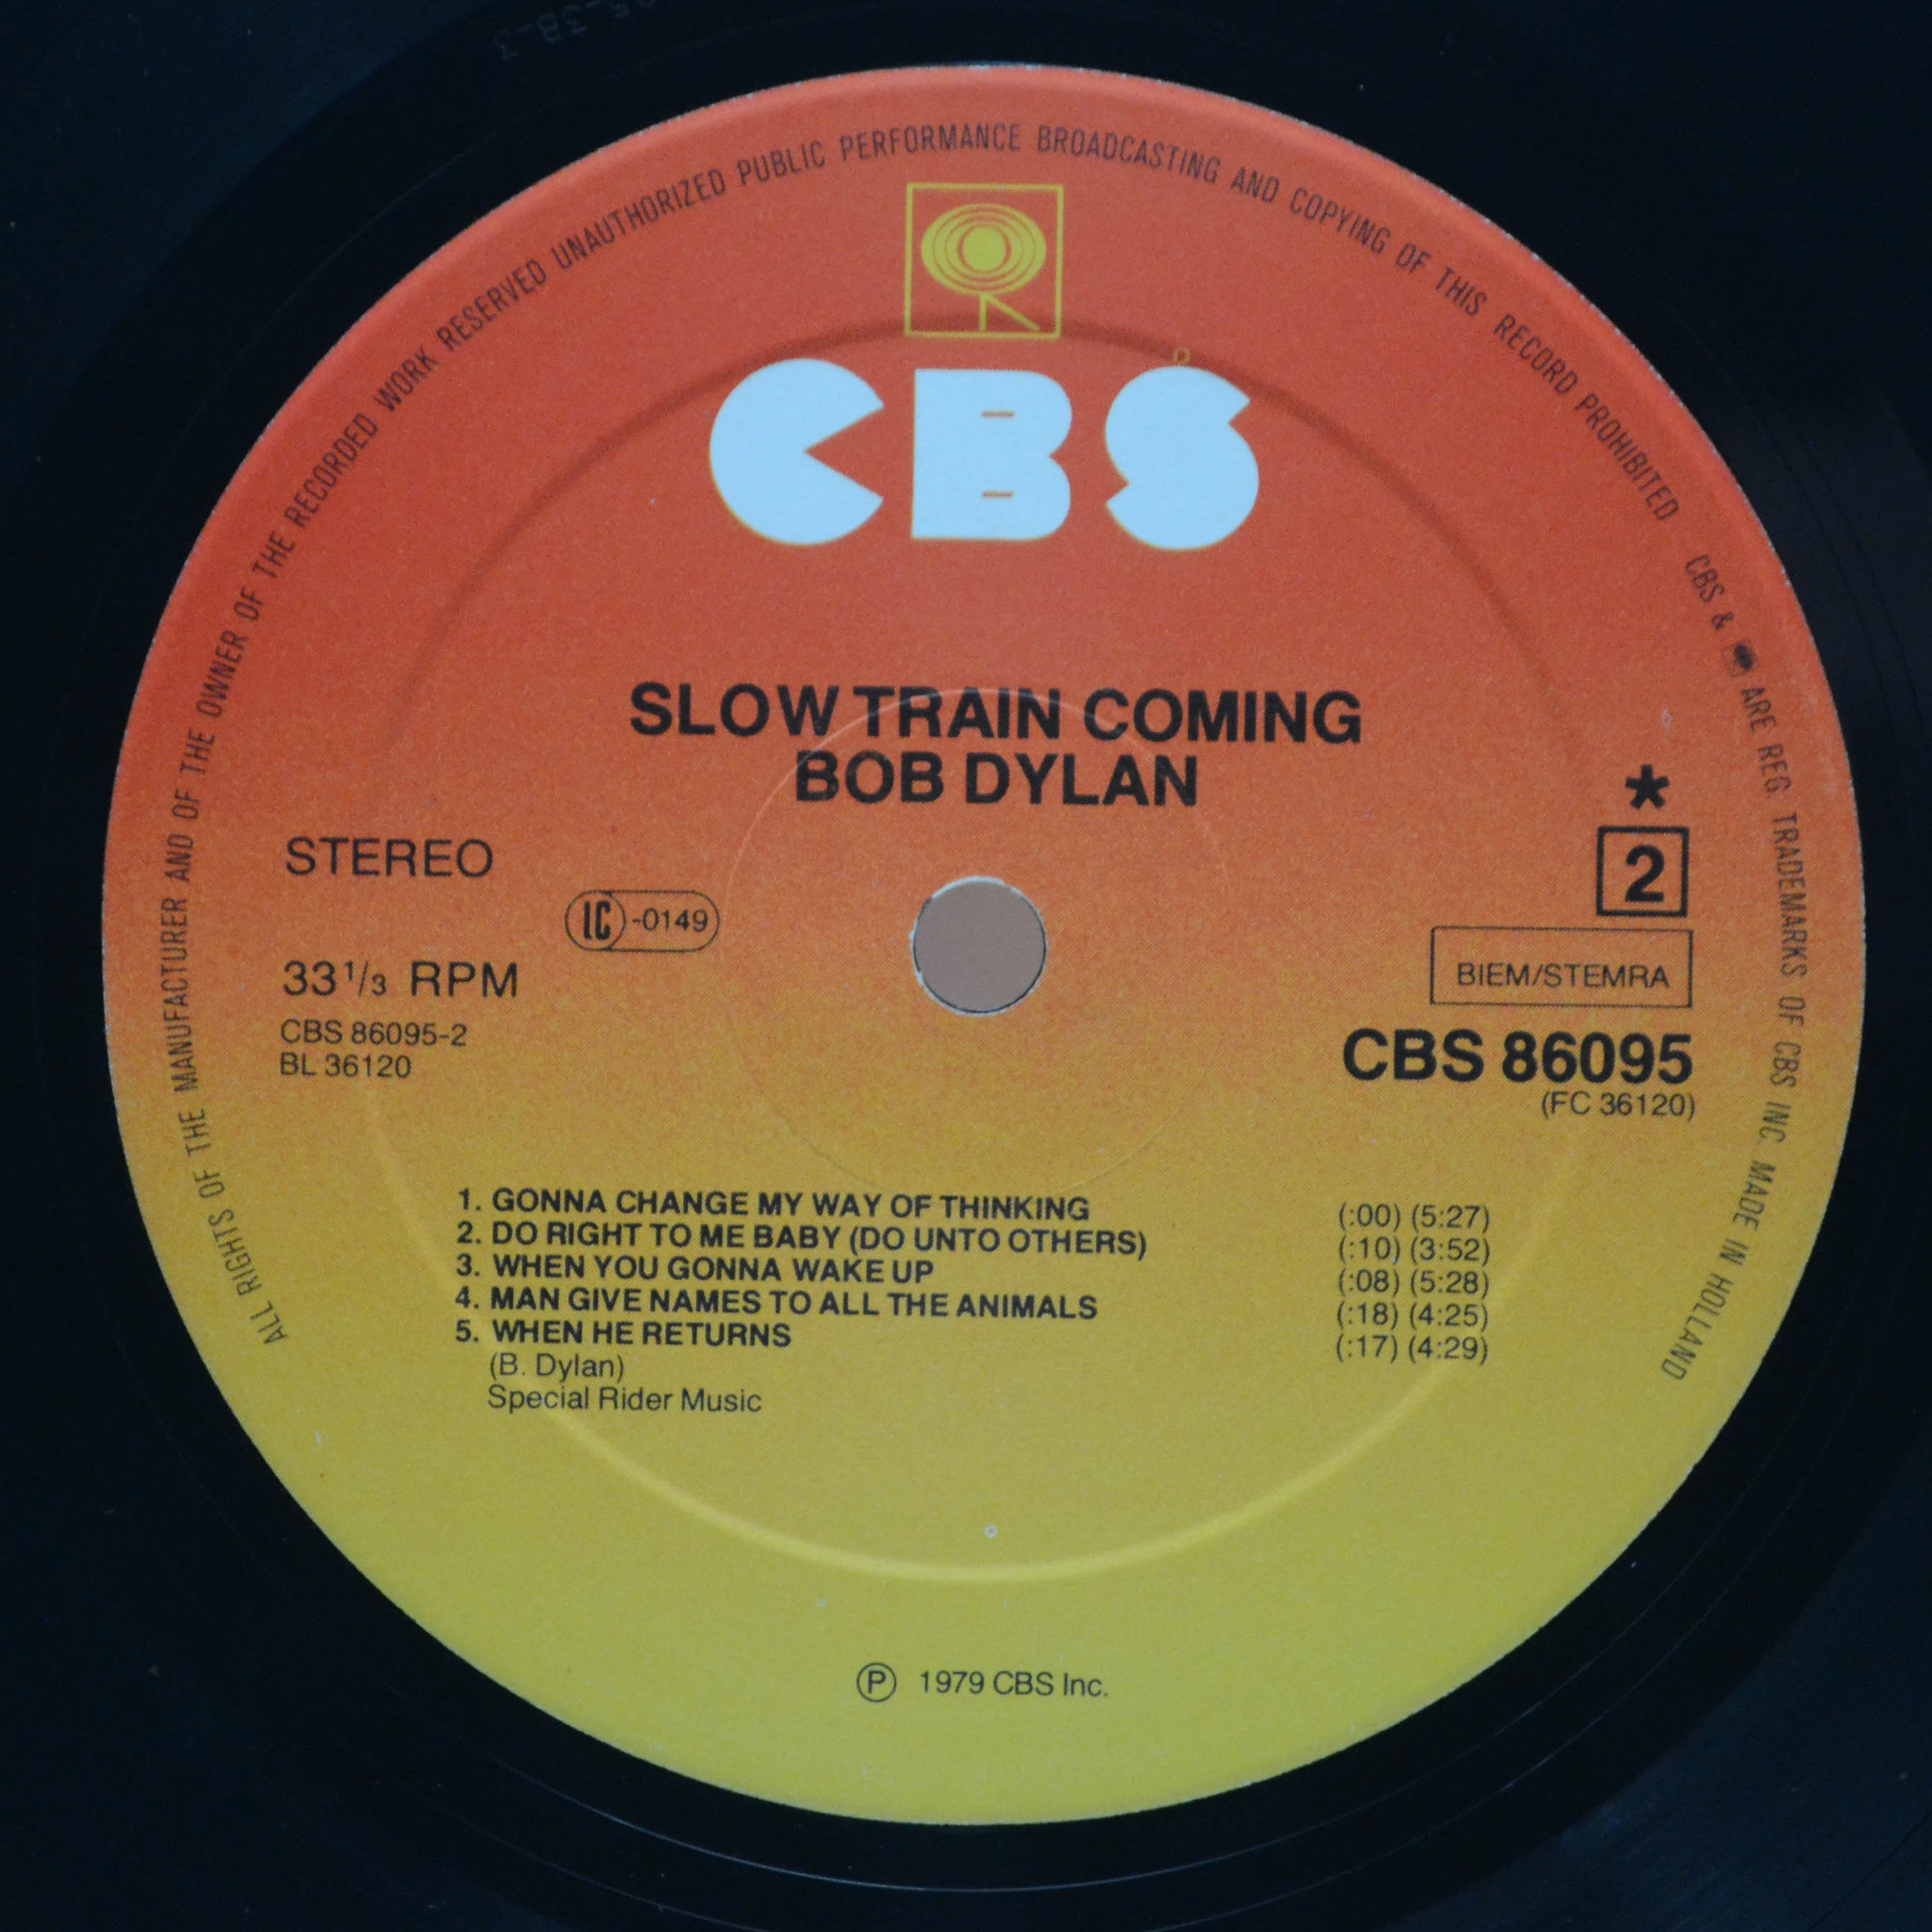 ALL RIGHTS OF THE MANUFACTURER AND OF THE OWNER OF THE RECORDED WORK RESERVED UNAUTHORIZED PUBLIC PERFORMANCE BROADCASTING AND COPYING OF THIS RECORD PROHIBITED CBS & ARE REG. TRADEMARKS OF CBS INC. MADE IN HOLLAND
CBS
SLOW TRAIN COMING
BOB DYLAN
STEREO
LC-0149
33 1/3 RPM
CBS 86095-2
BL 36120
*
2
BIEM/STEMRA
CBS 86095
(FC 36120)
1. GONNA CHANGE MY WAY OF THINKING (:00) (5:27)
2. DO RIGHT TO ME BABY (DO UNTO OTHERS) (:10) (3:52)
3. WHEN YOU GONNA WAKE UP (:08) (5:28)
4. MAN GIVE NAMES TO ALL THE ANIMALS (:18) (4:25)
5. WHEN HE RETURNS (:17) (4:29)
(B. Dylan)
Special Rider Music
Ⓟ 1979 CBS Inc.